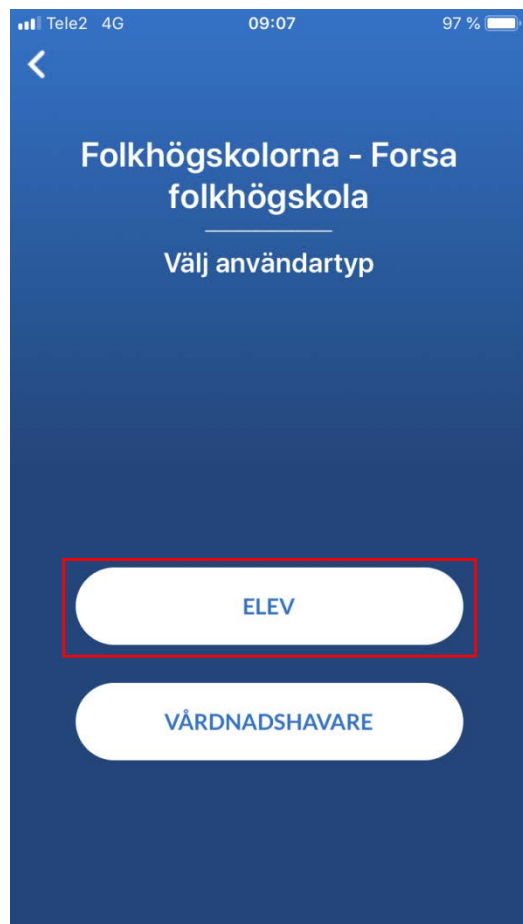 Tele2 4G 09:07 97 %
Folkhögskolorna - Forsa
folkhögskola
Välj användartyp
ELEV
VÅRDNADSHAVARE